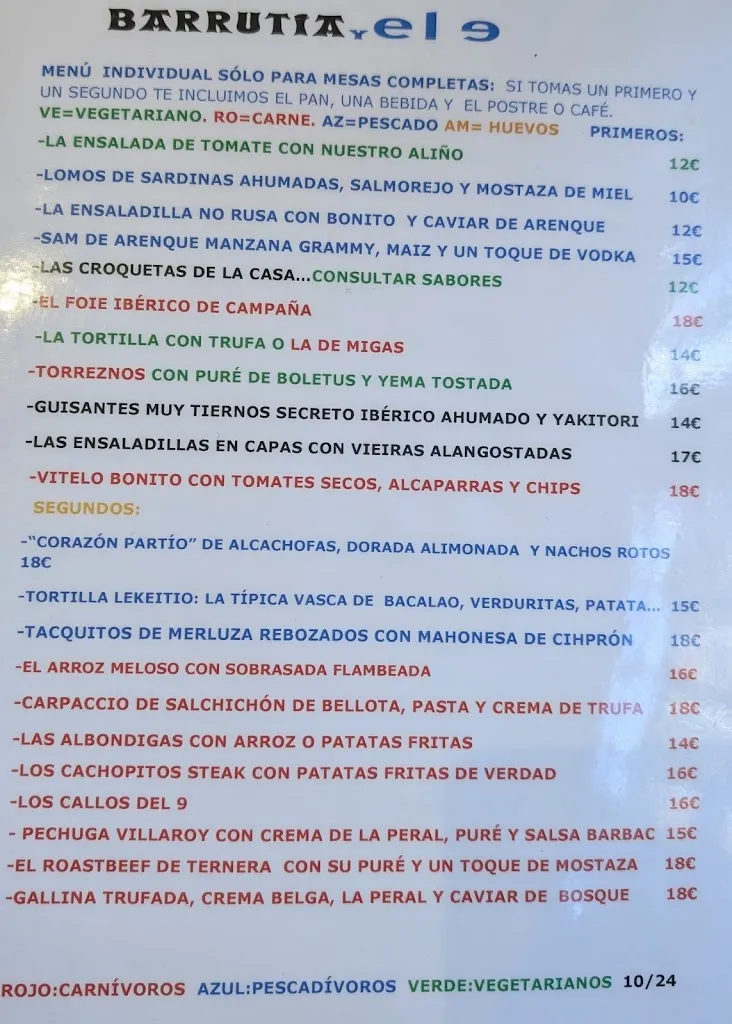 BARRUTIA Y el 9
MENÚ INDIVIDUAL SÓLO PARA MESAS COMPLETAS: SI TOMAS UN PRIMERO Y
UN SEGUNDO TE INCLUIMOS EL PAN, UNA BEBIDA Y EL POSTRE O CAFÉ.
VE=VEGETARIANO. RO=CARNE. AZ=PESCADO AM= HUEVOS PRIMEROS:
-LA ENSALADA DE TOMATE CON NUESTRO ALIÑO 12€
-LOMOS DE SARDINAS AHUMADAS, SALMOREJO Y MOSTAZA DE MIEL 10€
-LA ENSALADILLA NO RUSA CON BONITO Y CAVIAR DE ARENQUE 12€
-SAM DE ARENQUE MANZANA GRAMMY, MAIZ Y UN TOQUE DE VODKA 15€
-LAS CROQUETAS DE LA CASA...CONSULTAR SABORES 12€
-EL FOIE IBÉRICO DE CAMPAÑA 18€
-LA TORTILLA CON TRUFA O LA DE MIGAS 14€
-TORREZNOS CON PURÉ DE BOLETUS Y YEMA TOSTADA 16€
-GUISANTES MUY TIERNOS SECRETO IBÉRICO AHUMADO Y YAKITORI 14€
-LAS ENSALADILLAS EN CAPAS CON VIEIRAS ALANGOSTADAS 17€
-VITELO BONITO CON TOMATES SECOS, ALCAPARRAS Y CHIPS 18€
SEGUNDOS:
-"CORAZÓN PARTÍO" DE ALCACHOFAS, DORADA ALIMONADA Y NACHOS ROTOS
18€
-TORTILLA LEKEITIO: LA TÍPICA VASCA DE BACALAO, VERDURITAS, PATATA... 15€
-TACQUITOS DE MERLUZA REBOZADOS CON MAHONESA DE CIHPRÓN 18€
-EL ARROZ MELOSO CON SOBRASADA FLAMBEADA 16€
-CARPACCIO DE SALCHICHÓN DE BELLOTA, PASTA Y CREMA DE TRUFA 18€
-LAS ALBONDIGAS CON ARROZ O PATATAS FRITAS 14€
-LOS CACHOPITOS STEAK CON PATATAS FRITAS DE VERDAD 16€
-LOS CALLOS DEL 9 16€
- PECHUGA VILLAROY CON CREMA DE LA PERAL, PURÉ Y SALSA BARBAC 15€
-EL ROASTBEEF DE TERNERA CON SU PURÉ Y UN TOQUE DE MOSTAZA 18€
-GALLINA TRUFADA, CREMA BELGA, LA PERAL Y CAVIAR DE BOSQUE 18€
ROJO:CARNÍVOROS AZUL:PESCADÍVOROS VERDE:VEGETARIANOS 10/24